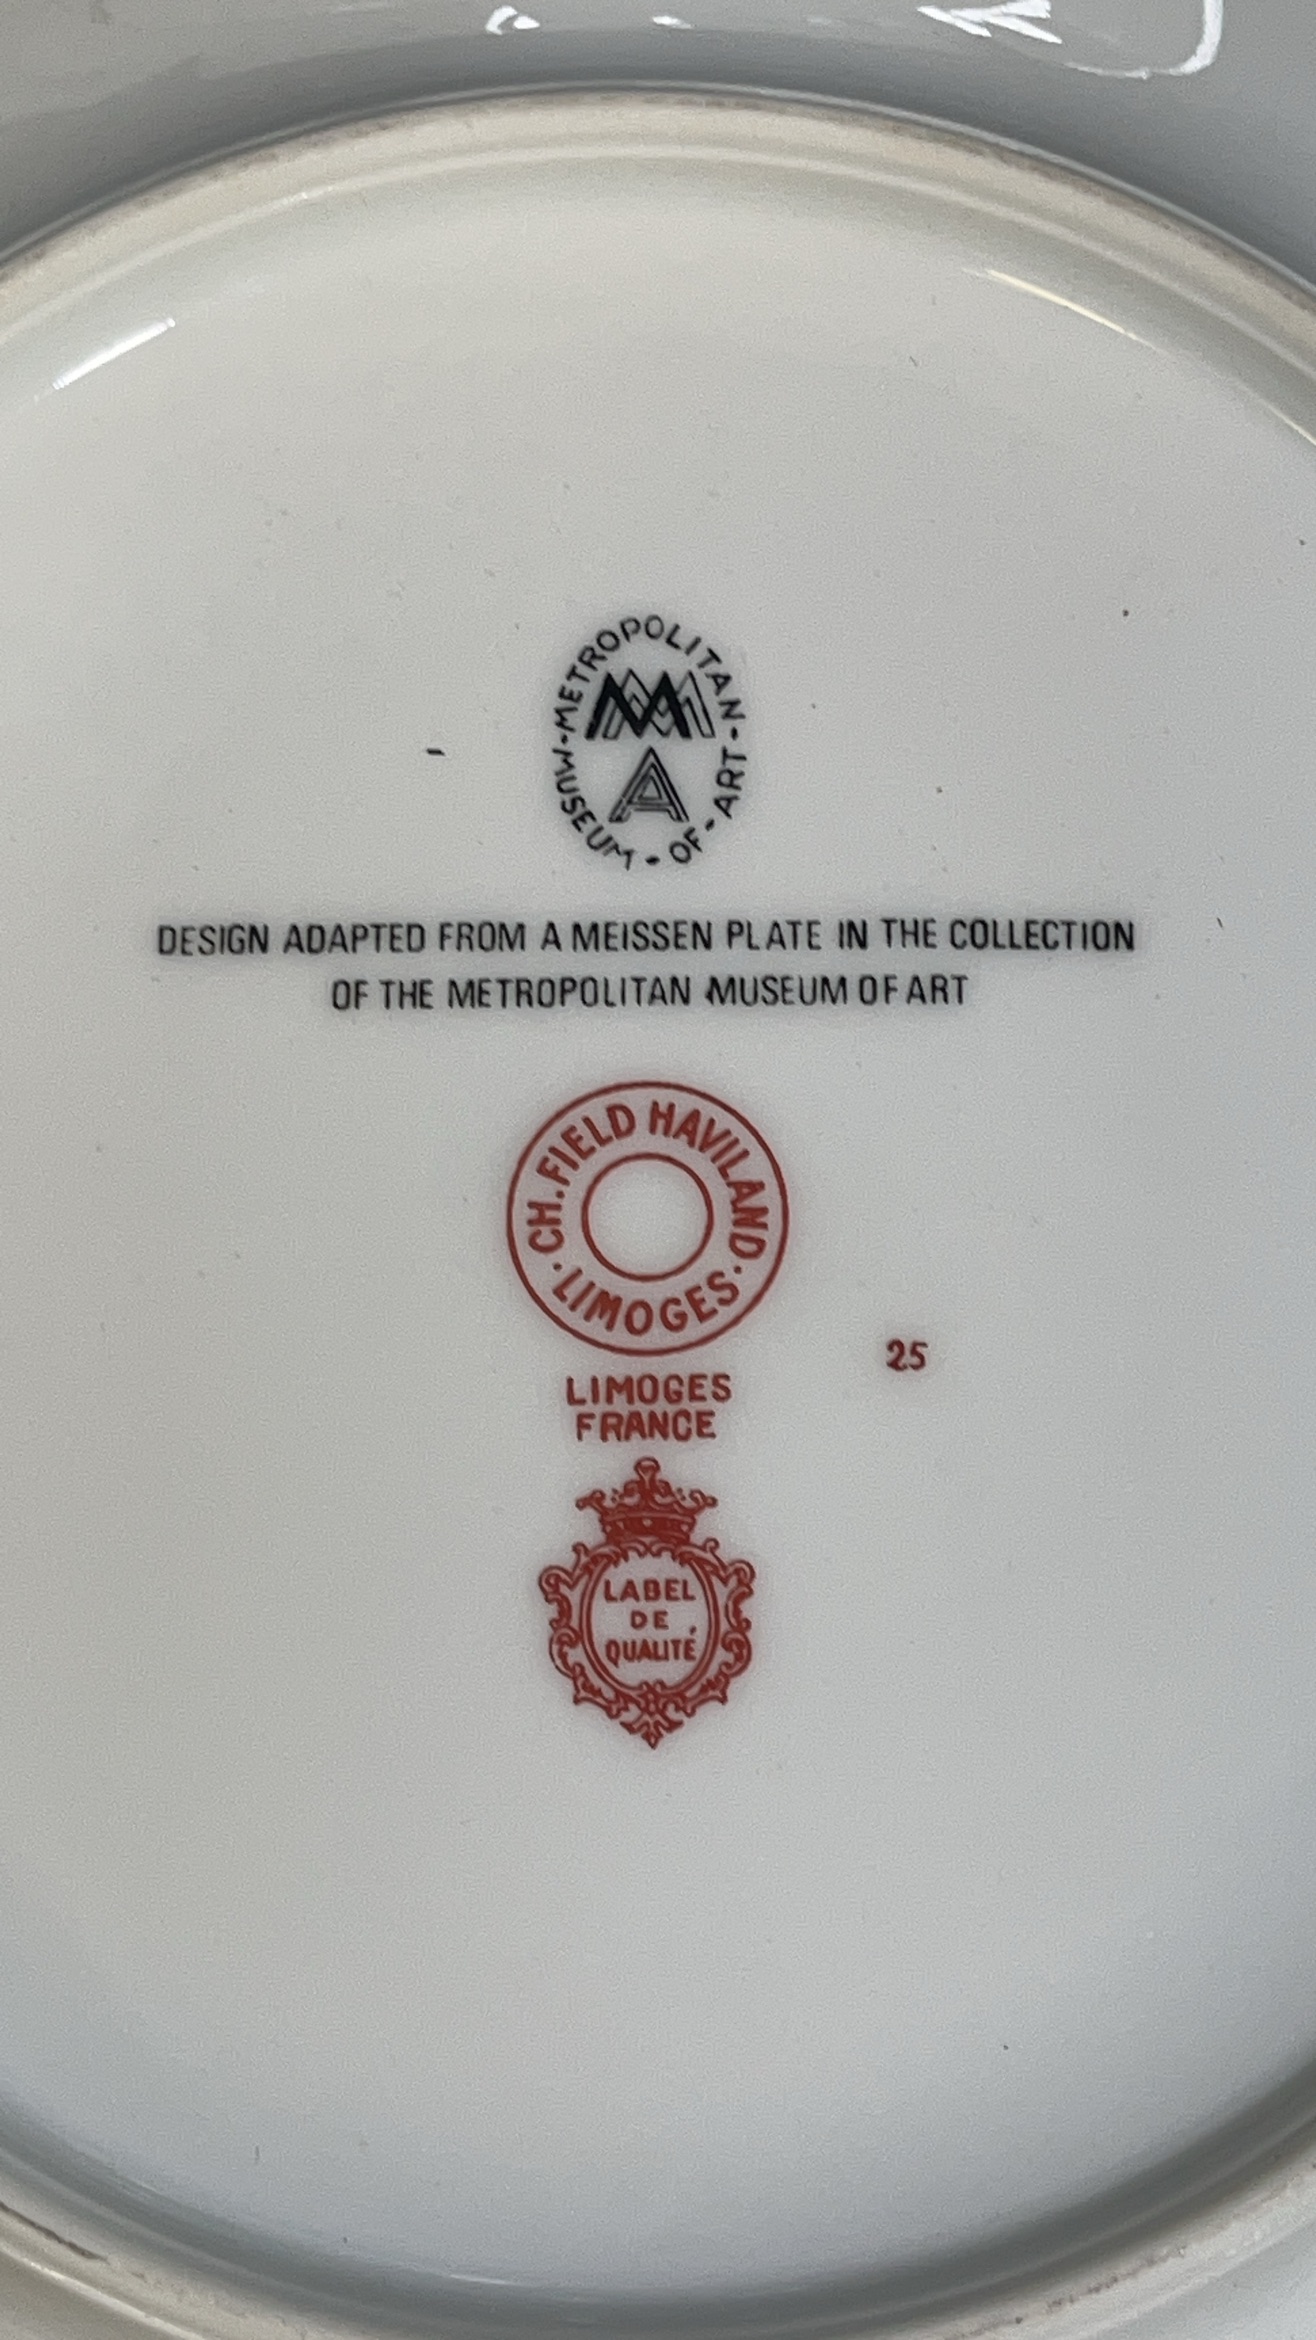 METROPOLITAN · MUSEUM · OF · ART
MMA
DESIGN ADAPTED FROM A MEISSEN PLATE IN THE COLLECTION
OF THE METROPOLITAN MUSEUM OF ART
CH. FIELD HAVILAND
· LIMOGES ·
25
LIMOGES
FRANCE
LABEL
DE
QUALITÉ